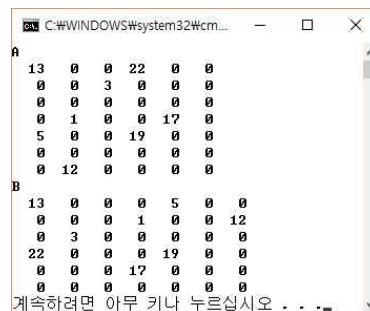 C:₩WINDOWS₩system32₩cm...
A
13 0 0 22 0 0
0 0 3 0 0 0
0 0 0 0 0 0
0 1 0 0 17 0
5 0 0 19 0 0
0 0 0 0 0 0
0 12 0 0 0 0
B
13 0 0 0 5 0 0
0 0 0 1 0 0 12
0 3 0 0 0 0 0
22 0 0 0 19 0 0
0 0 0 17 0 0 0
0 0 0 0 0 0 0
계속하려면 아무 키나 누르십시오 . . .